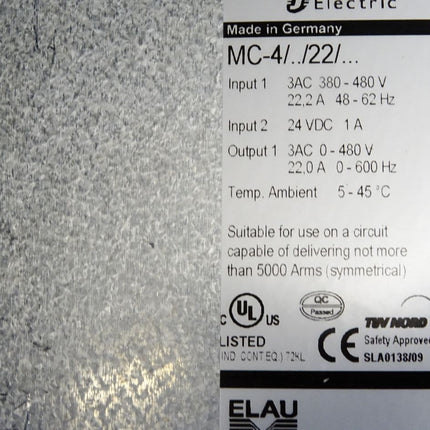 Electric
Made in Germany
MC-4/../22/...
Input 1 3AC 380 - 480 V
22,2 A 48 - 62 Hz
Input 2 24 VDC 1 A
Output 1 3AC 0 - 480 V
22,0 A 0 - 600 Hz
Temp. Ambient 5 - 45 °C
Suitable for use on a circuit
capable of delivering not more
than 5000 Arms (symmetrical)
C UL US
QC
Passed
TÜV NORD
LISTED
Safety Approved
(IND. CONT. EQ.) 72KL
CE
SLA0138/09
ELAU